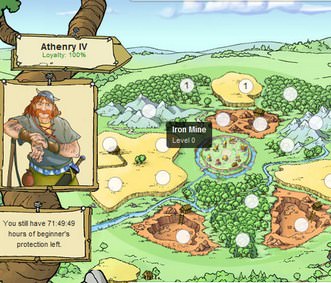 Athenry IV
Loyalty: 100%
1
1
Iron Mine
Level 0
You still have 71:49:49
hours of beginner's
protection left.